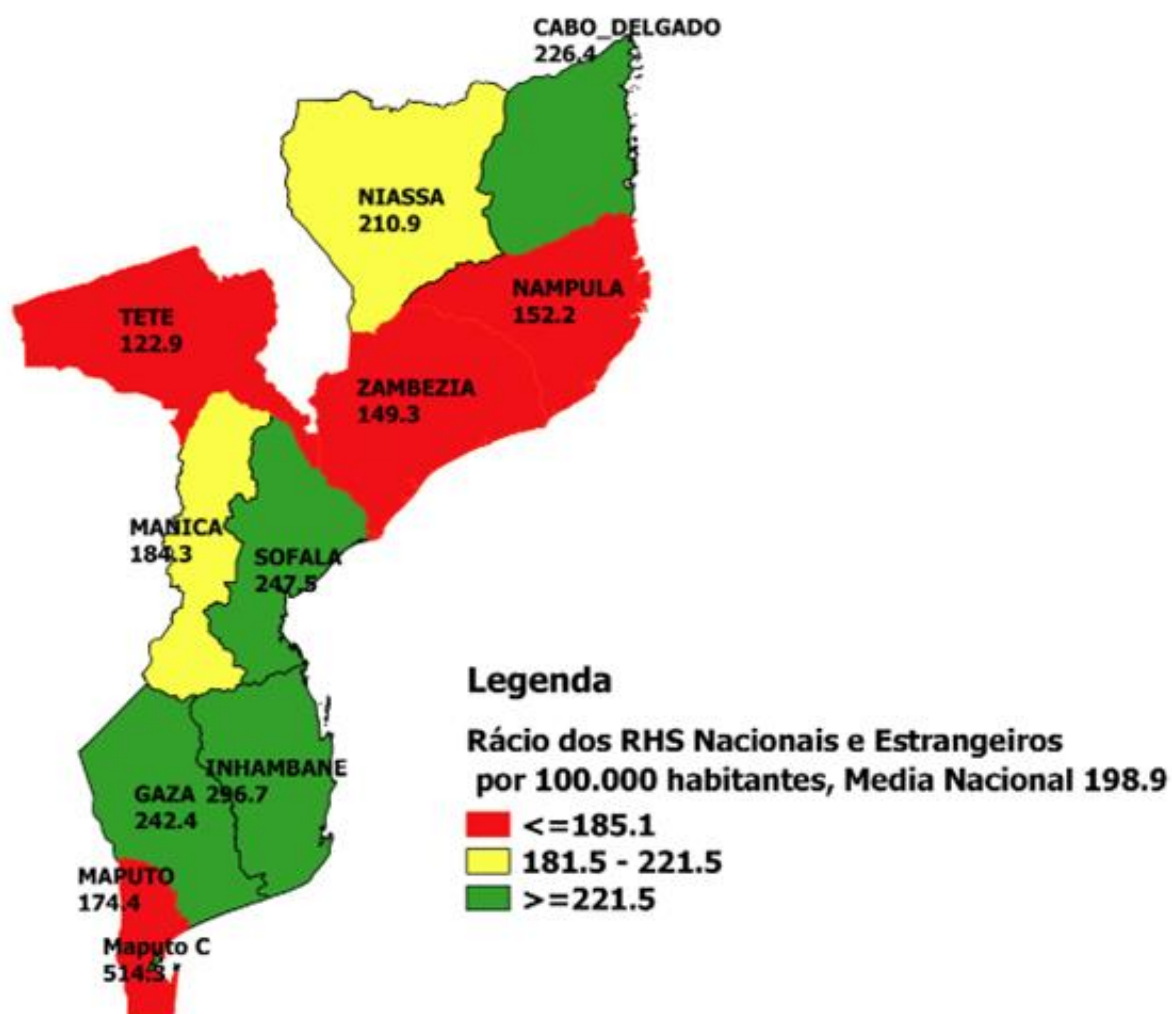 CABO_DELGADO
226.4
NIASSA
210.9
NAMPULA
152.2
TETE
122.9
ZAMBEZIA
149.3
MANICA
184.3
SOFALA
247.5
INHAMBANE
296.7
GAZA
242.4
MAPUTO
174.4
Maputo C
514.3
Legenda
Rácio dos RHS Nacionais e Estrangeiros
por 100.000 habitantes, Media Nacional 198.9
<=185.1
181.5 - 221.5
>=221.5